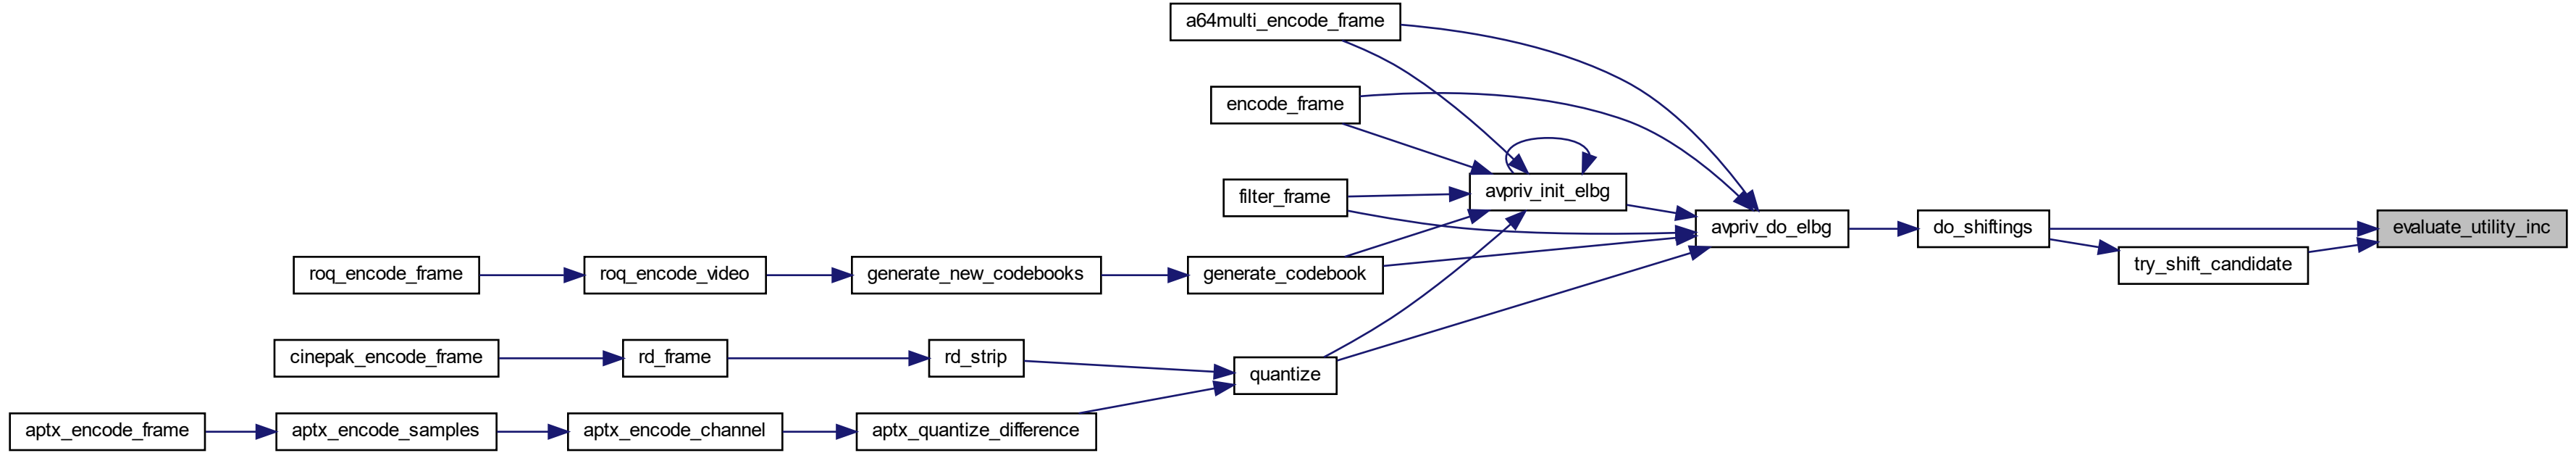 a64multi_encode_frame
encode_frame
filter_frame
avpriv_init_elbg
avpriv_do_elbg
do_shiftings
evaluate_utility_inc
try_shift_candidate
roq_encode_frame
roq_encode_video
generate_new_codebooks
generate_codebook
cinepak_encode_frame
rd_frame
rd_strip
quantize
aptx_encode_frame
aptx_encode_samples
aptx_encode_channel
aptx_quantize_difference